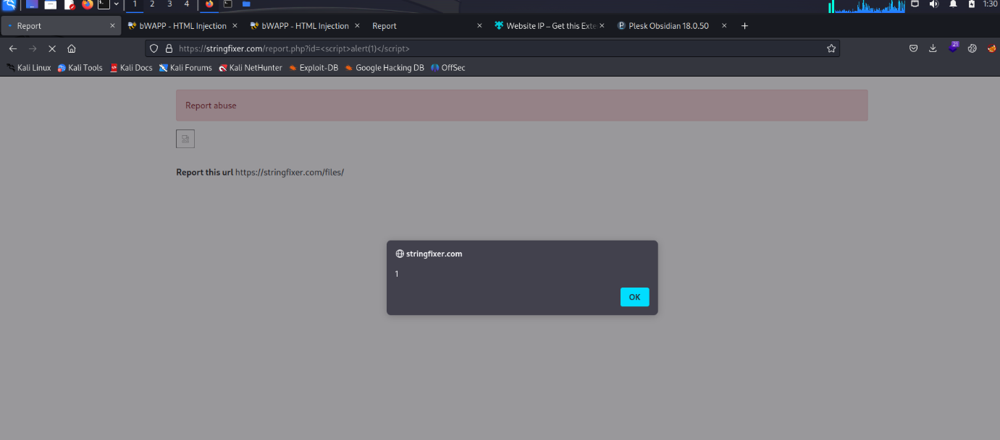 1 2 3 4 1:30
Report bWAPP - HTML Injection bWAPP - HTML Injection Report Website IP – Get this Exte Plesk Obsidian 18.0.50
https://stringfixer.com/report.php?id=<script>alert(1)</script> 21
Kali Linux Kali Tools Kali Docs Kali Forums Kali NetHunter Exploit-DB Google Hacking DB OffSec
Report abuse
Report this url https://stringfixer.com/files/
stringfixer.com
1
OK